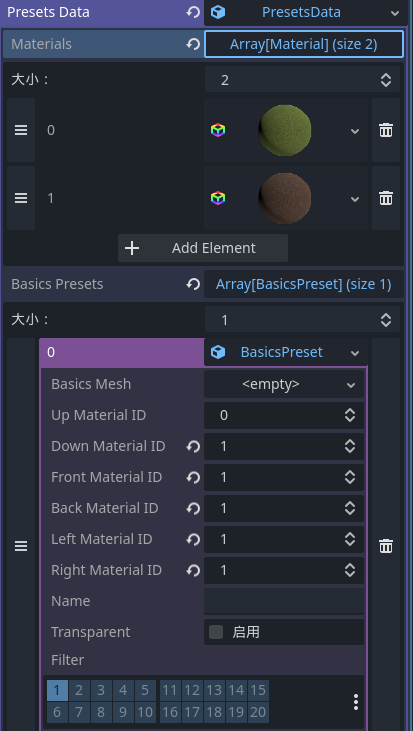 Presets Data PresetsData
Materials Array[Material] (size 2)
大小： 2
0
1
Add Element
Basics Presets Array[BasicsPreset] (size 1)
大小： 1
0 BasicsPreset
Basics Mesh <empty>
Up Material ID 0
Down Material ID 1
Front Material ID 1
Back Material ID 1
Left Material ID 1
Right Material ID 1
Name
Transparent 启用
Filter
1 2 3 4 5 11 12 13 14 15
6 7 8 9 10 16 17 18 19 20